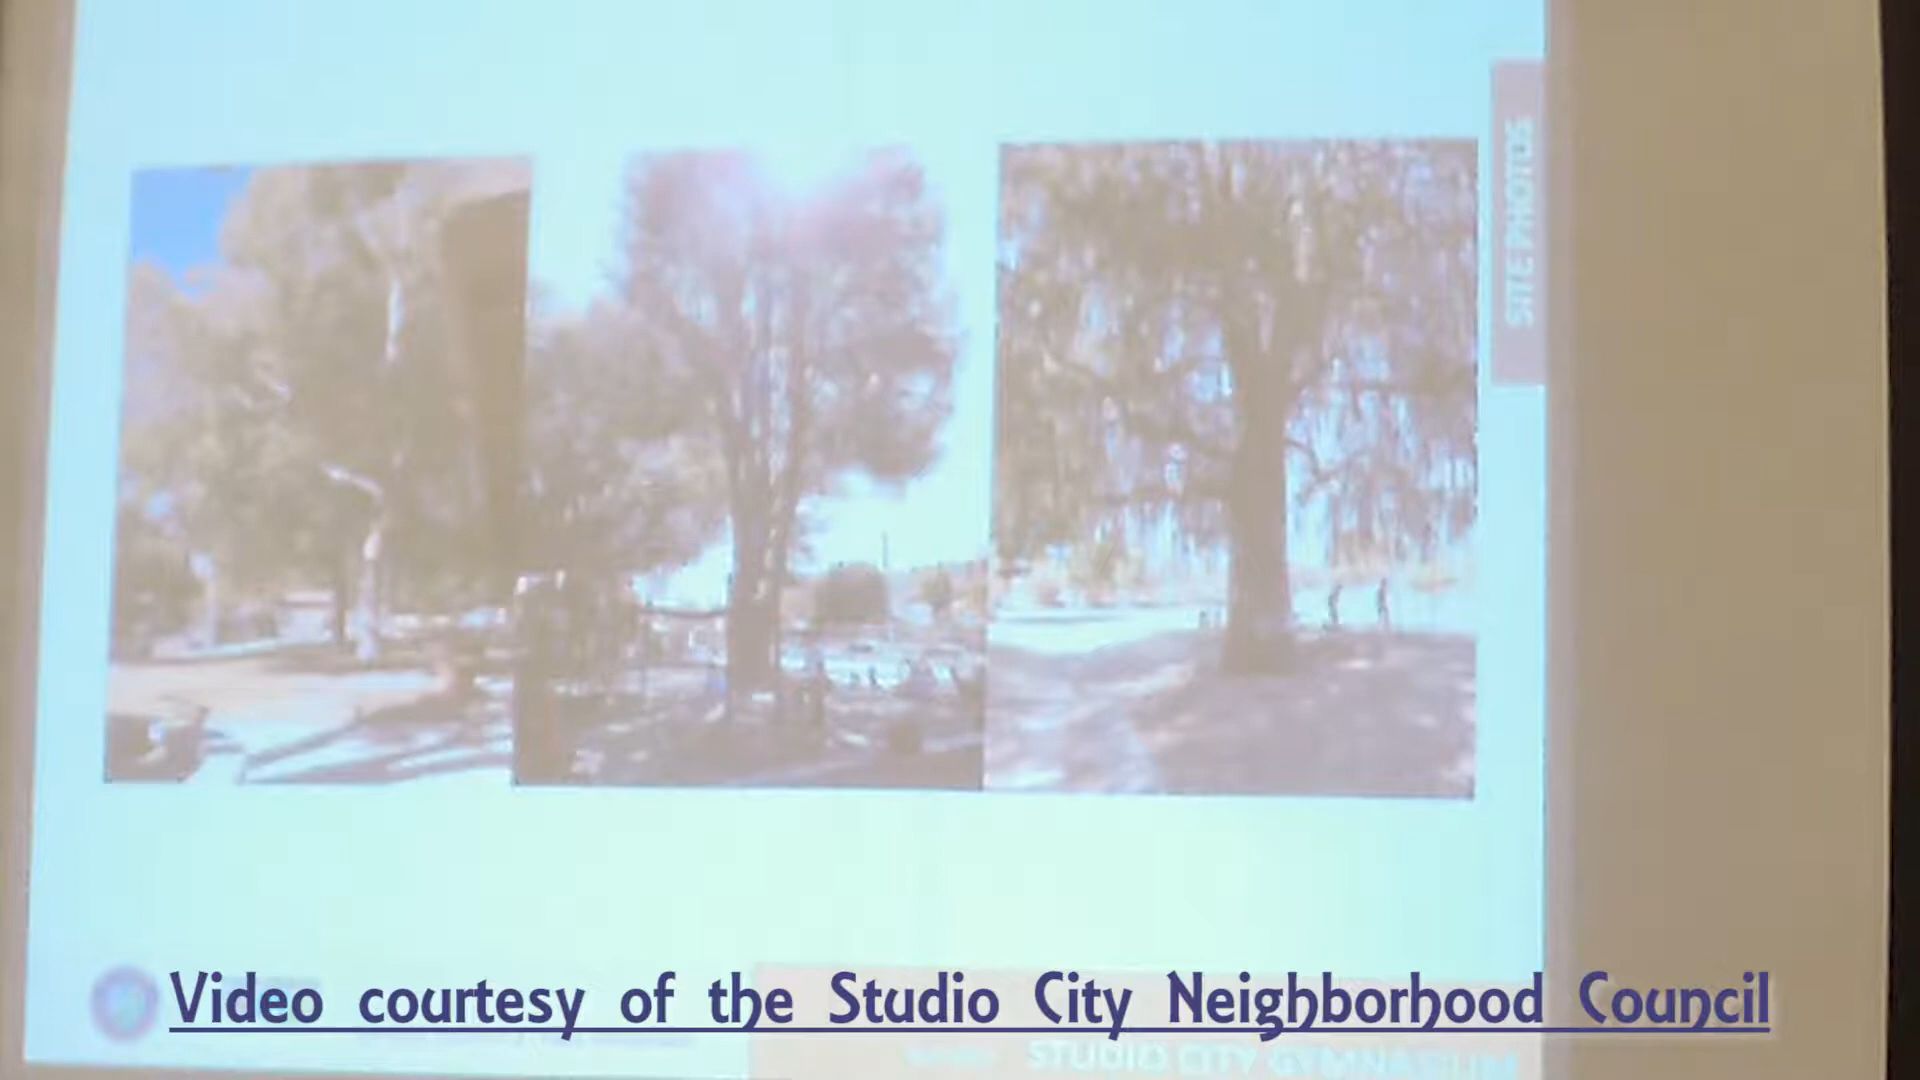 SITE PHOTOS
Video courtesy of the Studio City Neighborhood Council
STUDIO CITY GYMNASIUM